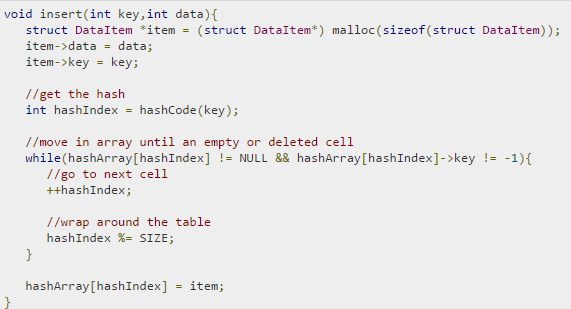 void insert(int key,int data){
   struct DataItem *item = (struct DataItem*) malloc(sizeof(struct DataItem));
   item->data = data;
   item->key = key;

   //get the hash
   int hashIndex = hashCode(key);

   //move in array until an empty or deleted cell
   while(hashArray[hashIndex] != NULL && hashArray[hashIndex]->key != -1){
      //go to next cell
      ++hashIndex;

      //wrap around the table
      hashIndex %= SIZE;
   }

   hashArray[hashIndex] = item;
}